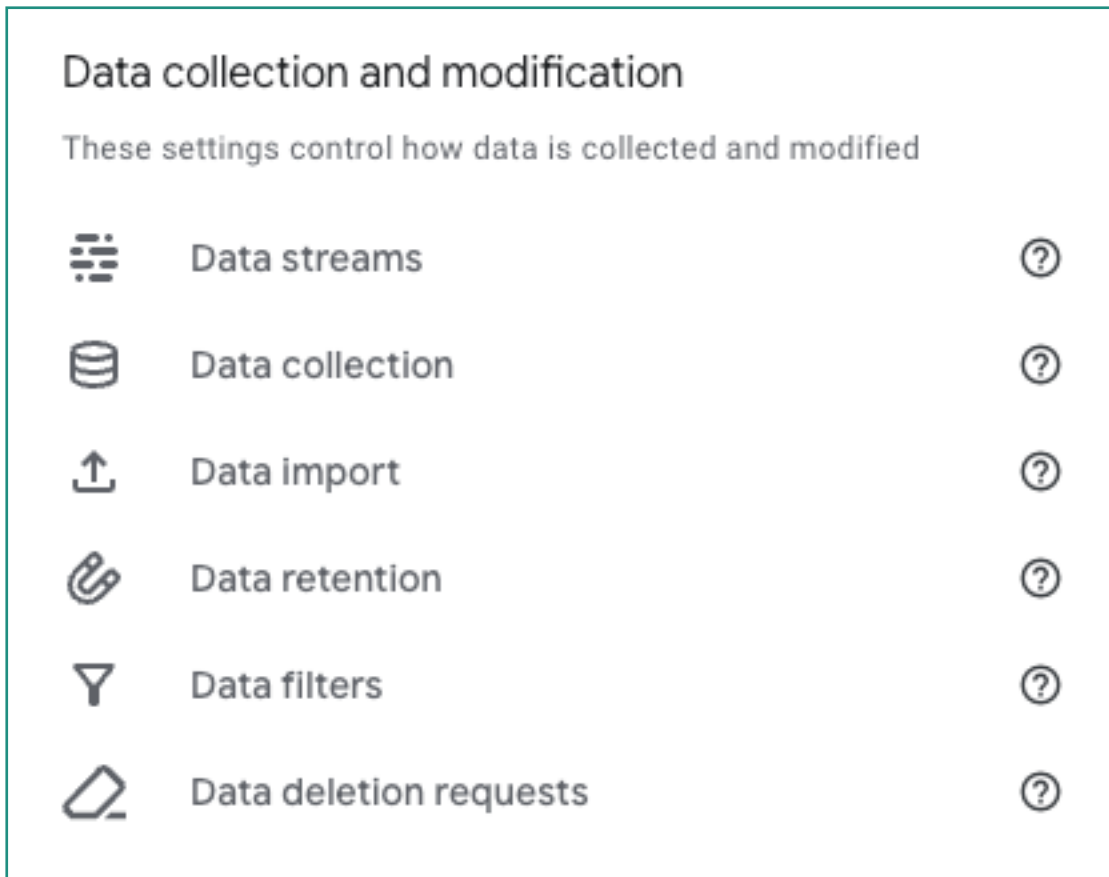 Data collection and modification
These settings control how data is collected and modified
Data streams
Data collection
Data import
Data retention
Data filters
Data deletion requests